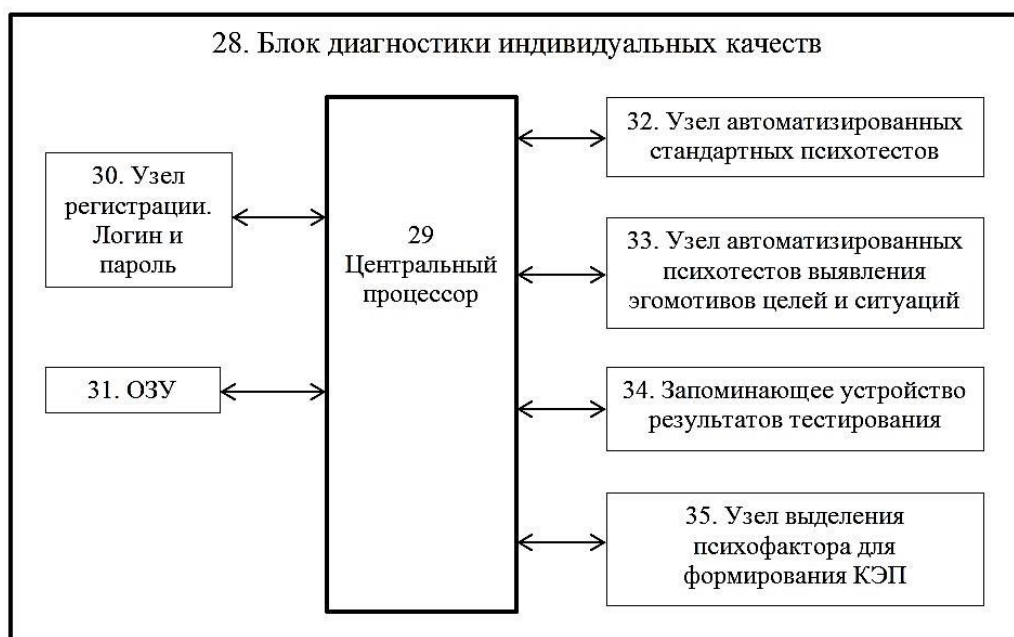 28. Блок диагностики индивидуальных качеств
30. Узел
регистрации.
Логин и
пароль
31. ОЗУ
29
Центральный
процессор
32. Узел автоматизированных
стандартных психотестов
33. Узел автоматизированных
психотестов выявления
эгомотивов целей и ситуаций
34. Запоминающее устройство
результатов тестирования
35. Узел выделения
психофактора для
формирования КЭП